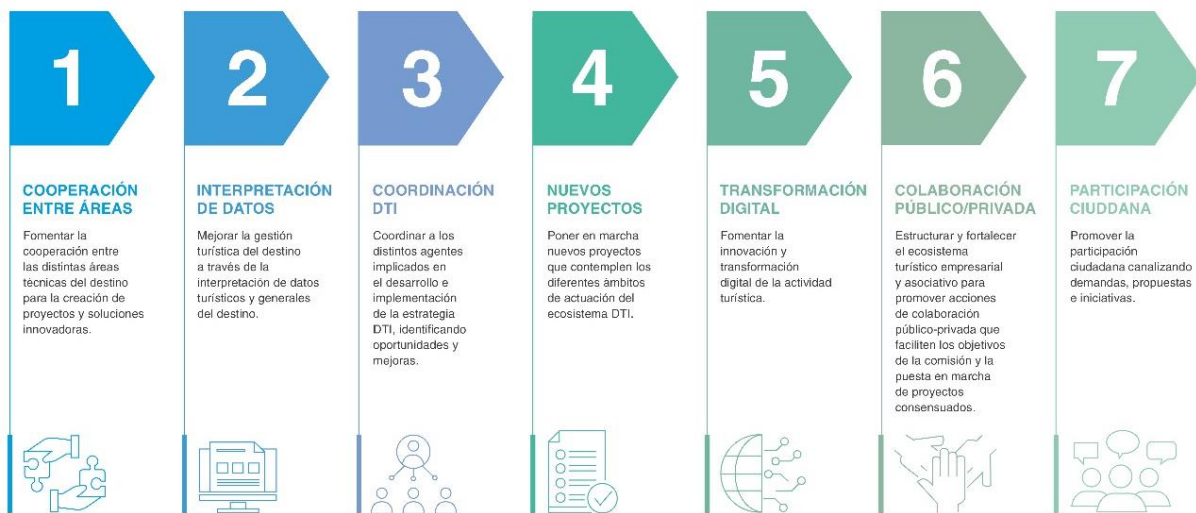 1
COOPERACIÓN
ENTRE ÁREAS
Fomentar la
cooperación entre
las distintas áreas
técnicas del destino
para la creación de
proyectos y soluciones
innovadoras.
2
INTERPRETACIÓN
DE DATOS
Mejorar la gestión
turística del destino
a través de la
interpretación de datos
turísticos y generales
del destino.
3
COORDINACIÓN
DTI
Coordinar a los
distintos agentes
implicados en
el desarrollo e
implementación
de la estrategia
DTI, identificando
oportunidades y
mejoras.
4
NUEVOS
PROYECTOS
Poner en marcha
nuevos proyectos
que contemplen los
diferentes ámbitos
de actuación del
ecosistema DTI.
5
TRANSFORMACIÓN
DIGITAL
Fomentar la
innovación y
transformación
digital de la actividad
turística.
6
COLABORACIÓN
PÚBLICO/PRIVADA
Estructurar y fortalecer
el ecosistema
turístico empresarial
y asociativo para
promover acciones
de colaboración
público-privada que
faciliten los objetivos
de la comisión y la
puesta en marcha
de proyectos
consensuados.
7
PARTICIPACIÓN
CIUDDANA
Promover la
participación
ciudadana canalizando
demandas, propuestas
e iniciativas.